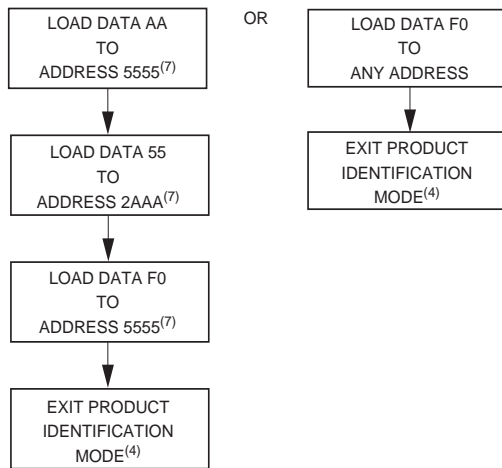 LOAD DATA AA
TO
ADDRESS 5555(7)
LOAD DATA 55
TO
ADDRESS 2AAA(7)
LOAD DATA F0
TO
ADDRESS 5555(7)
EXIT PRODUCT
IDENTIFICATION
MODE(4)
OR
LOAD DATA F0
TO
ANY ADDRESS
EXIT PRODUCT
IDENTIFICATION
MODE(4)